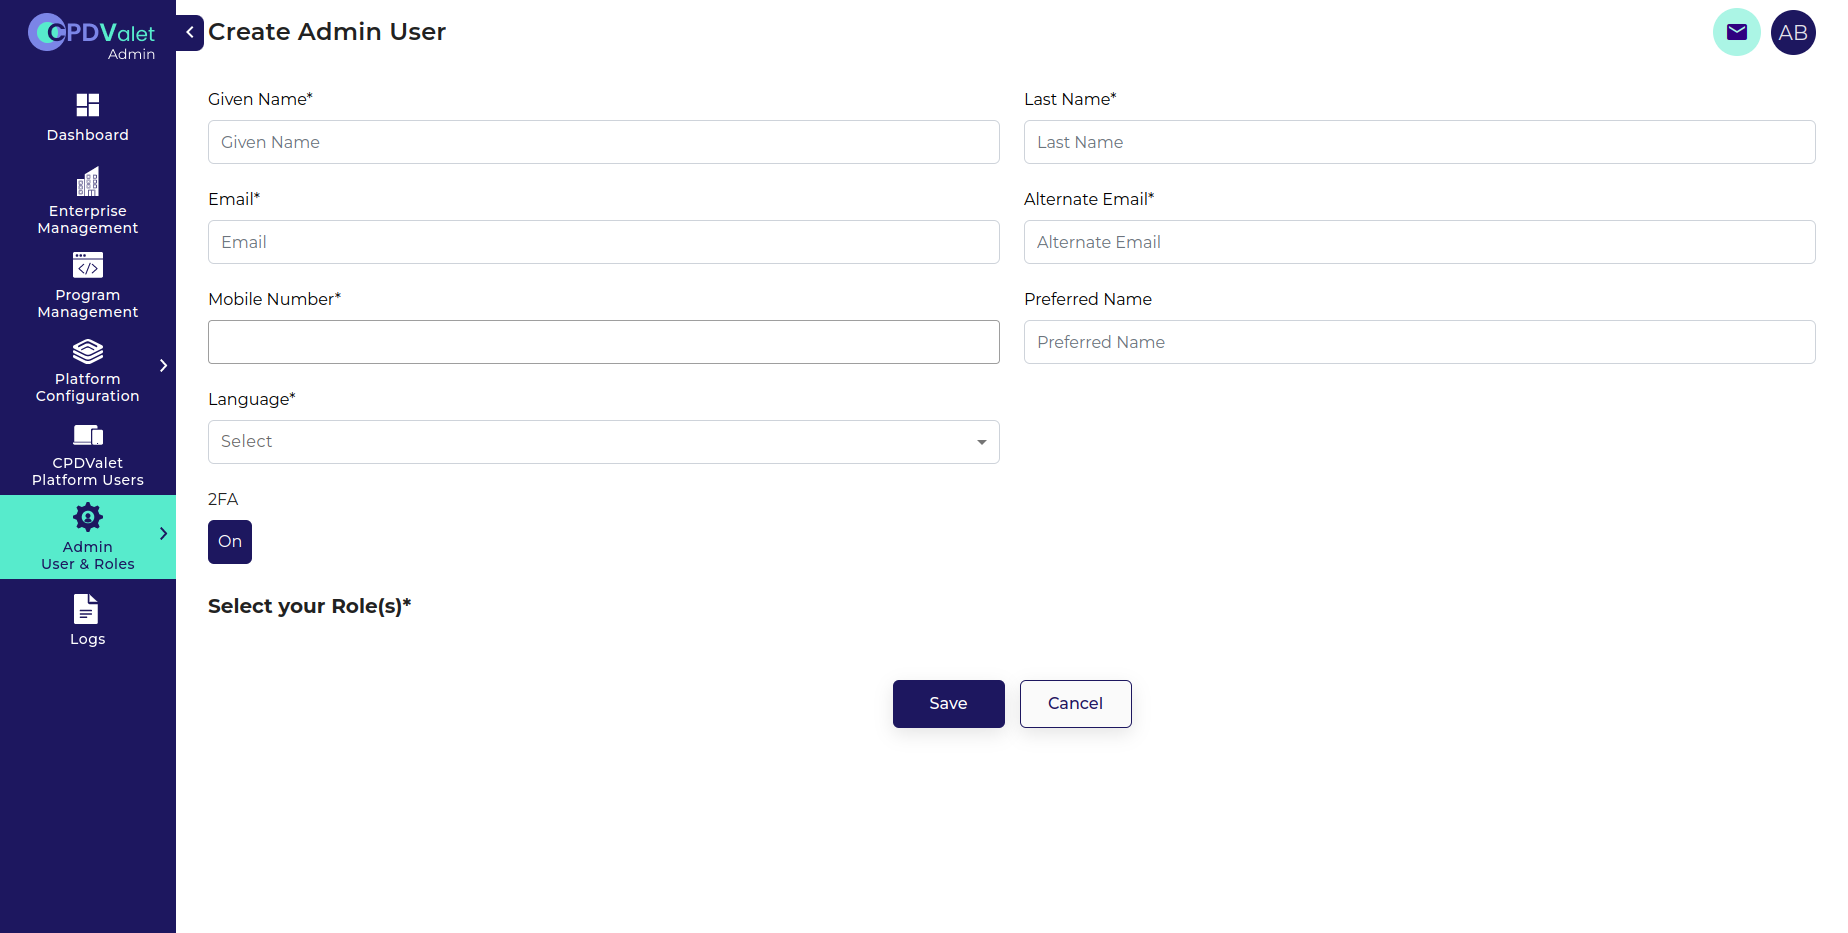 CPDValet
Admin
Create Admin User
AB
Dashboard
Enterprise
Management
Program
Management
Platform
Configuration
CPDValet
Platform Users
Admin
User & Roles
Logs
Given Name*
Last Name*
Given Name
Last Name
Email*
Alternate Email*
Email
Alternate Email
Mobile Number*
Preferred Name
Preferred Name
Language*
Select
2FA
On
Select your Role(s)*
Save
Cancel